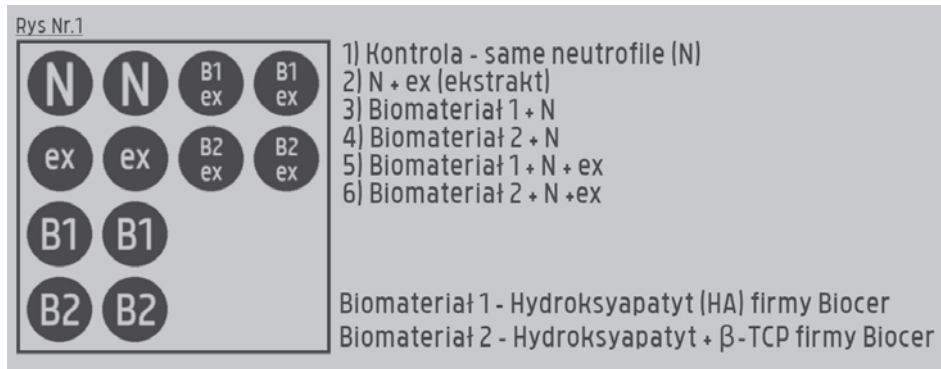 Rys Nr.1
N N B1 ex B1 ex
ex ex B2 ex B2 ex
B1 B1
B2 B2
1) Kontrola - same neutrofile (N)
2) N + ex (ekstrakt)
3) Biomateriał 1 + N
4) Biomateriał 2 + N
5) Biomateriał 1 + N + ex
6) Biomateriał 2 + N +ex
Biomateriał 1 - Hydroksyapatyt (HA) firmy Biocer
Biomateriał 2 - Hydroksyapatyt + β-TCP firmy Biocer